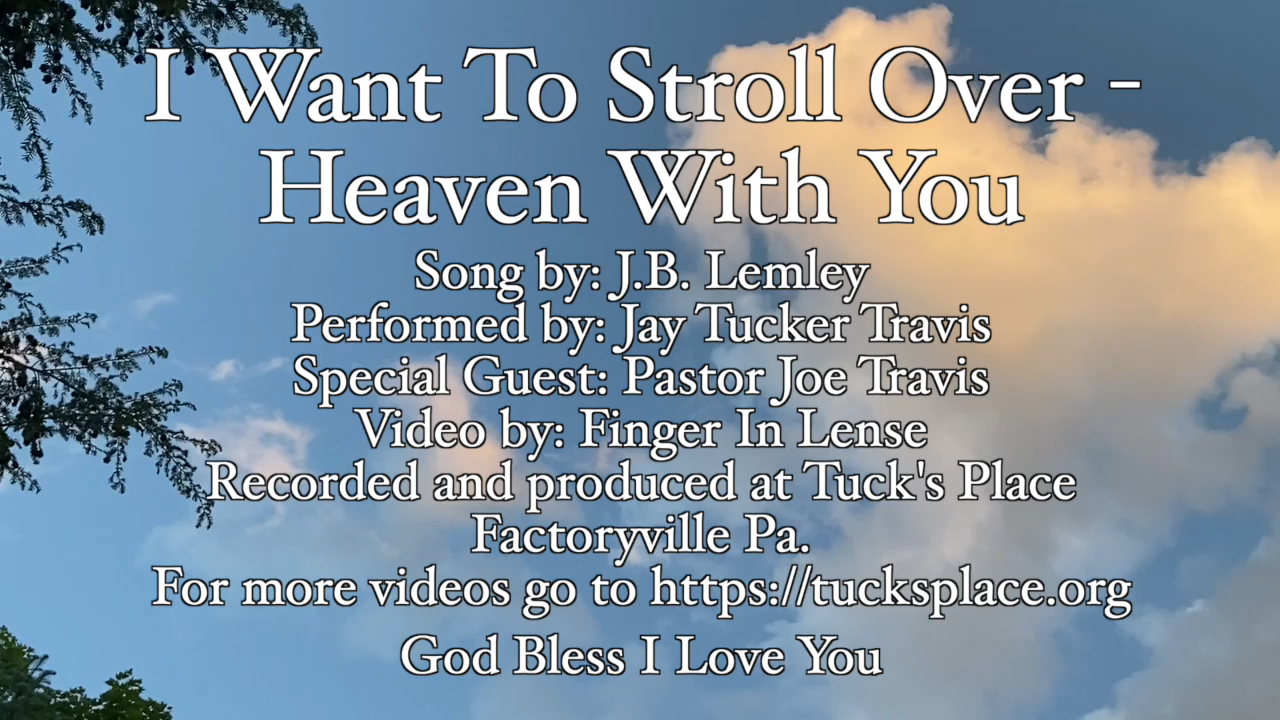 I Want To Stroll Over -
Heaven With You
Song by: J.B. Lemley
Performed by: Jay Tucker Travis
Special Guest: Pastor Joe Travis
Video by: Finger In Lense
Recorded and produced at Tuck's Place
Factoryville Pa.
For more videos go to https://tucksplace.org
God Bless I Love You